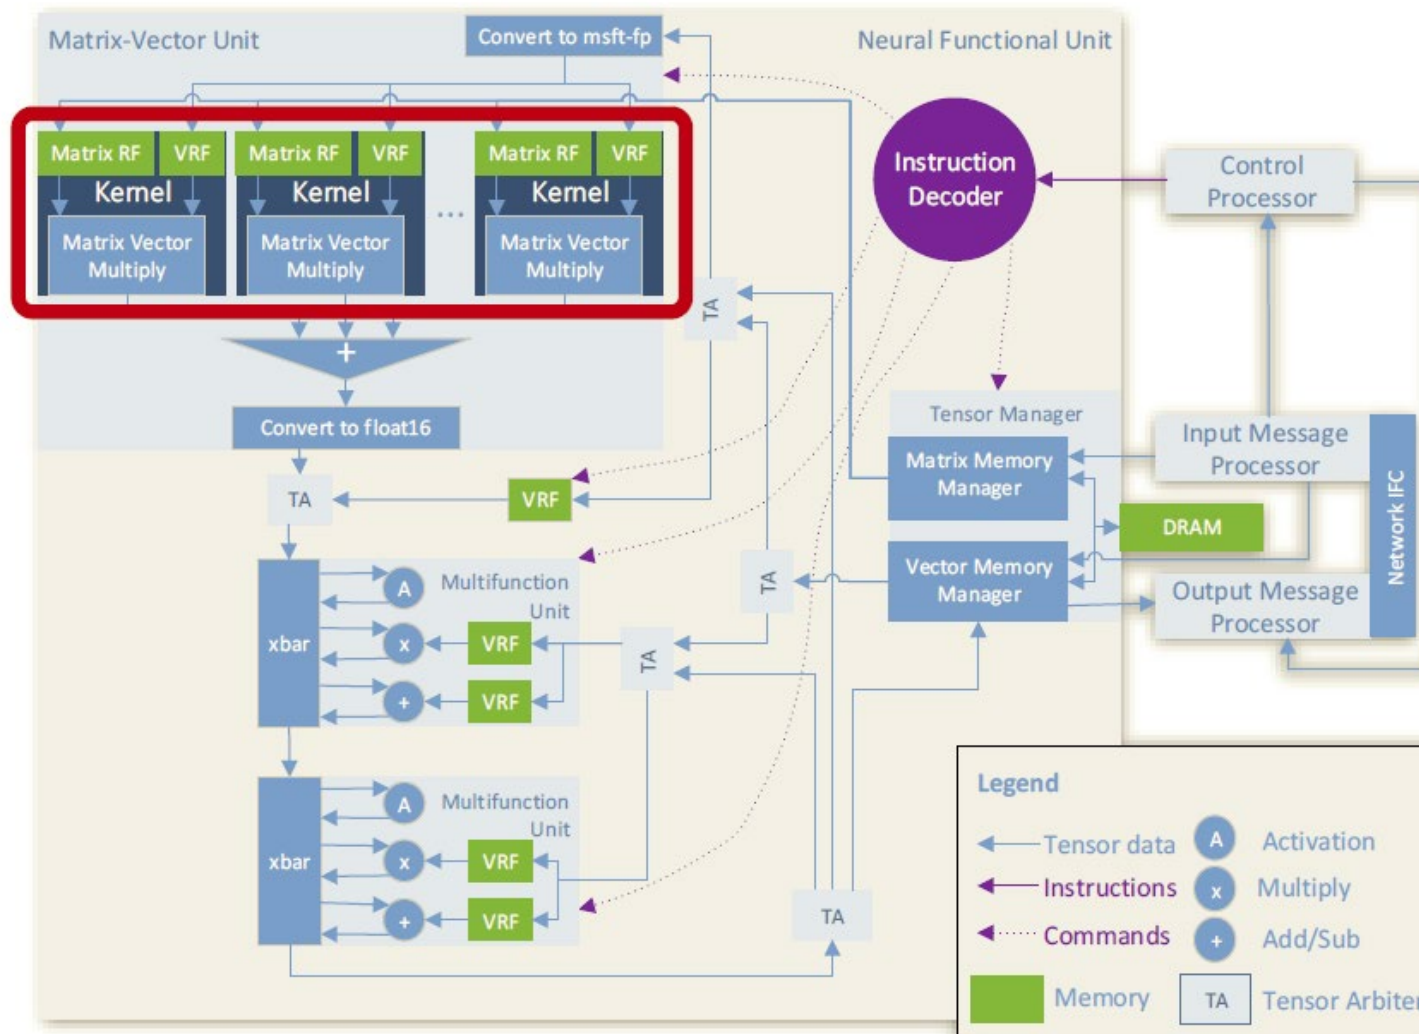 Matrix-Vector Unit
Convert to msft-fp
Neural Functional Unit
Matrix RF
VRF
Matrix RF
VRF
Matrix RF
VRF
Kernel
Kernel
Kernel
...
Matrix Vector
Multiply
Matrix Vector
Multiply
Matrix Vector
Multiply
Instruction
Decoder
Control
Processor
TA
+
Convert to float16
TA
VRF
Tensor Manager
Matrix Memory
Manager
Vector Memory
Manager
Input Message
Processor
DRAM
Output Message
Processor
Network IFC
TA
TA
xbar
A
x
+
Multifunction
Unit
VRF
VRF
xbar
A
x
+
Multifunction
Unit
VRF
VRF
TA
Legend
Tensor data
A
Activation
Instructions
x
Multiply
Commands
+
Add/Sub
Memory
TA
Tensor Arbiter